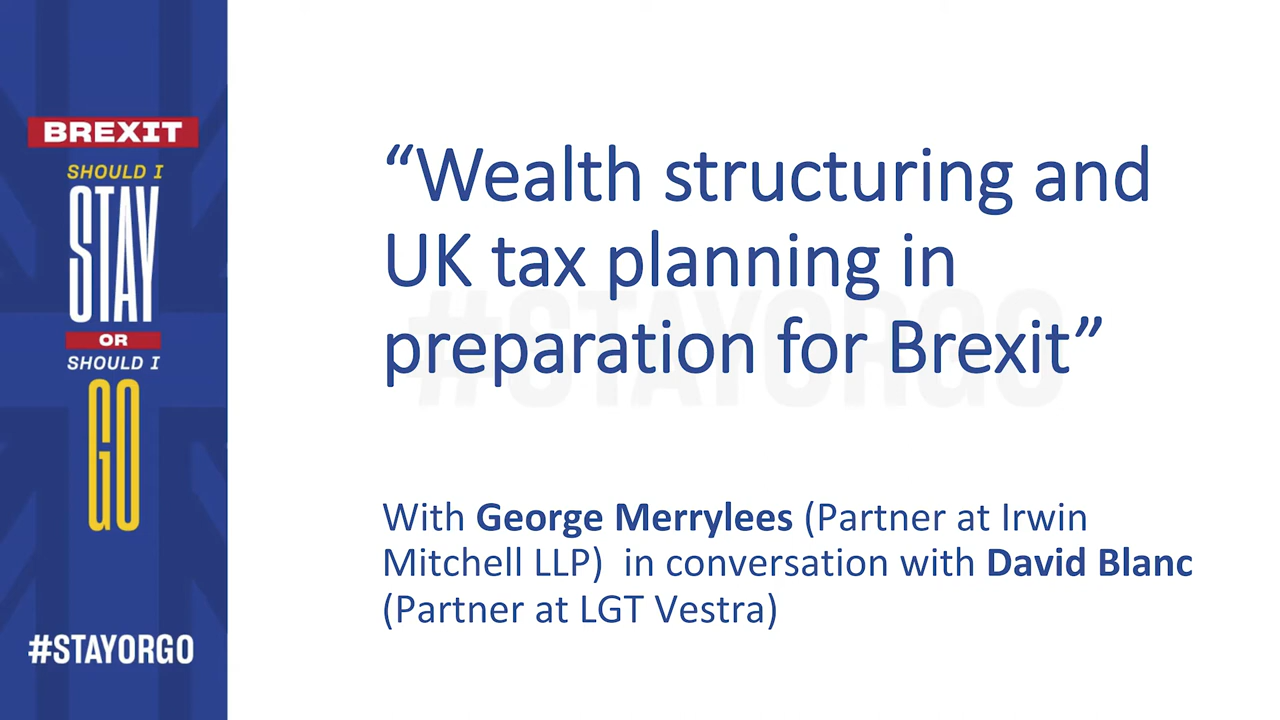 BREXIT
SHOULD I
STAY
OR
SHOULD I
GO
#STAYORGO
“Wealth structuring and
UK tax planning in
preparation for Brexit”
#STAYORGO
With George Merrylees (Partner at Irwin
Mitchell LLP)  in conversation with David Blanc
(Partner at LGT Vestra)